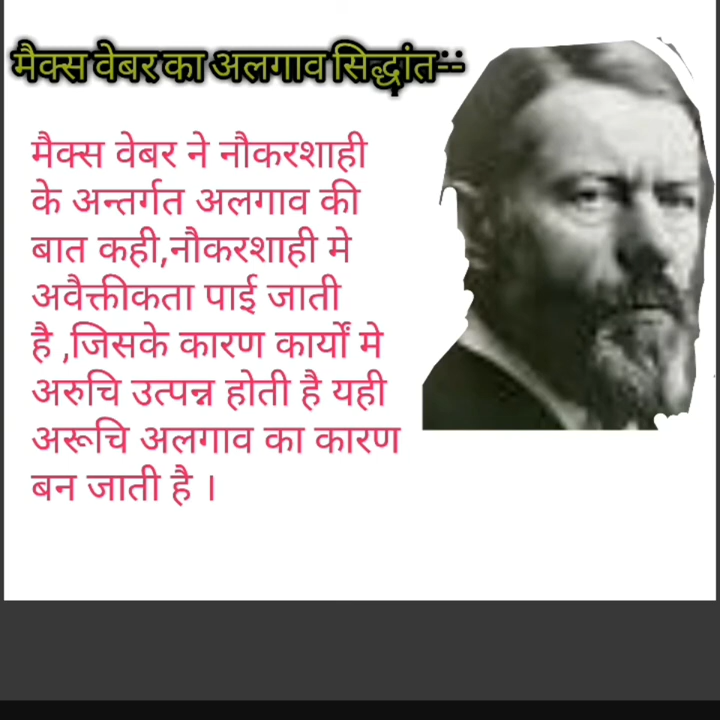 मैक्स वेबर का अलगाव सिद्धांत--
मैक्स वेबर ने नौकरशाही
के अन्तर्गत अलगाव की
बात कही,नौकरशाही मे
अवैक्तीकता पाई जाती
है ,जिसके कारण कार्यों मे
अरुचि उत्पन्न होती है यही
अरूचि अलगाव का कारण
बन जाती है ।